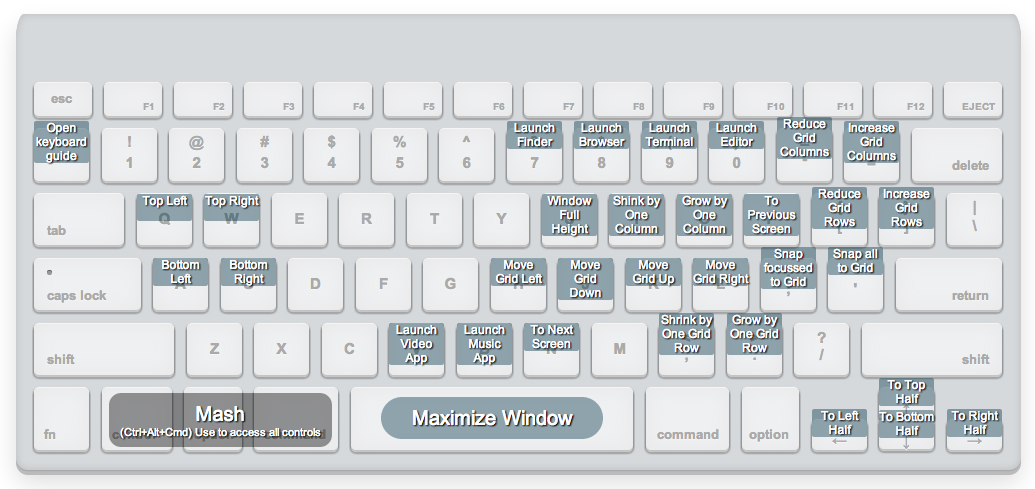 esc F1 F2 F3 F4 F5 F6 F7 F8 F9 F10 F11 F12 EJECT
Open
keyboard
guide
! 1
@ 2
# 3
$ 4
% 5
^ 6
Launch
Finder
7
Launch
Browser
8
Launch
Terminal
9
Launch
Editor
0
Reduce
Grid
Columns
Increase
Grid
Columns
delete
tab
Top Left
Q
Top Right
W
E
R
T
Y
Window
Full
Height
Shink by
One
Column
Grow by
One
Column
To
Previous
Screen
Reduce
Grid
Rows
[
Increase
Grid
Rows
]
|
\
caps lock
Bottom
Left
A
Bottom
Right
S
D
F
G
Move
Grid Left
H
Move
Grid
Down
Move
Grid Up
K
Move
Grid Right
L
Snap
focussed
to Grid
;
Snap all
to Grid
'
return
shift
Z
X
C
Launch
Video
App
Launch
Music
App
To Next
Screen
N
M
Shrink by
One Grid
Row
,
Grow by
One Grid
Row
.
?
/
shift
fn
Mash
(Ctrl+Alt+Cmd) Use to access all controls
Maximize Window
command
option
To Left
Half
←
To Top
Half
To Bottom
Half
↓
To Right
Half
→